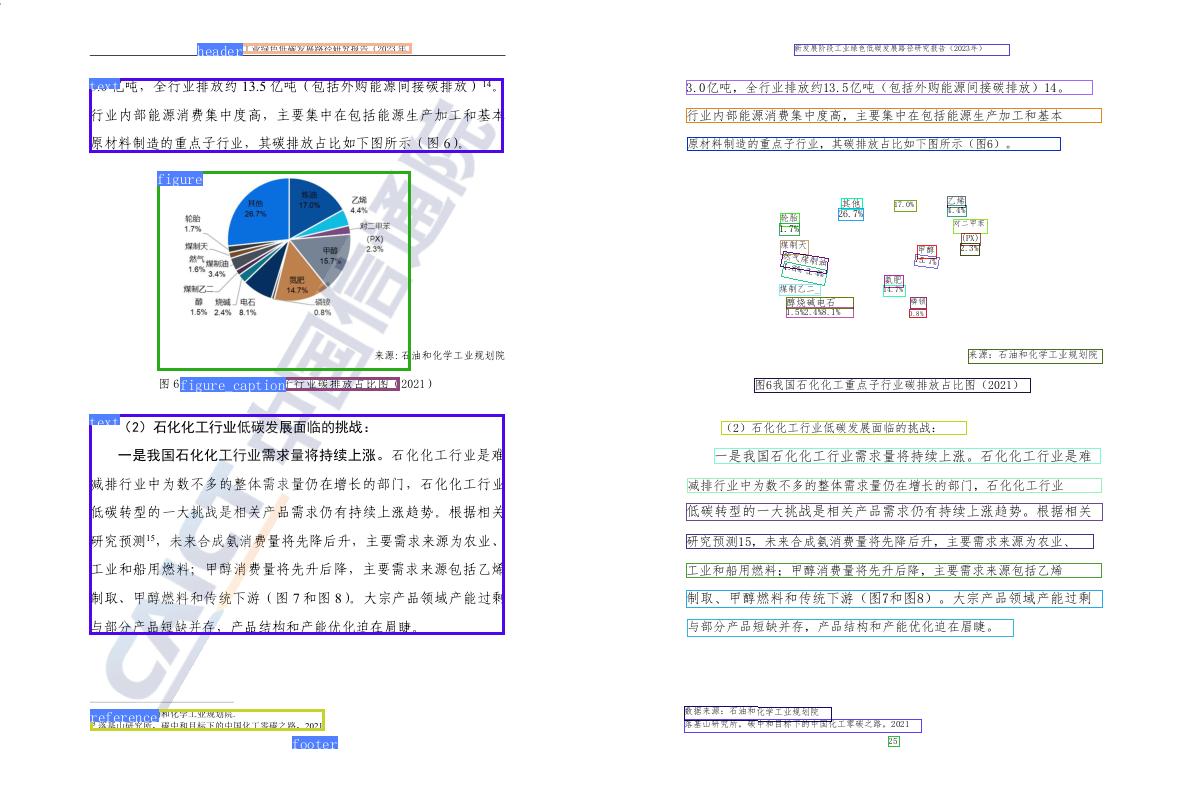 header 工业绿色低碳发展路径研究报告（2023年）
text 亿吨，全行业排放约 13.5 亿吨（包括外购能源间接碳排放）14。
行业内部能源消费集中度高，主要集中在包括能源生产加工和基本
原材料制造的重点子行业，其碳排放占比如下图所示（图 6）。
figure
其他
26.7%
炼油
17.0%
乙烯
4.4%
对二甲苯
(PX)
2.3%
甲醇
15.7%
氮肥
14.7%
磷铵
0.8%
电石
8.1%
烧碱
2.4%
醇
1.5%
煤制乙二
煤制油
3.4%
然气
1.6%
煤制天
轮胎
1.7%
来源: 石油和化学工业规划院
图 6 figure_caption 子行业碳排放占比图（2021）
text（2）石化化工行业低碳发展面临的挑战：
一是我国石化化工行业需求量将持续上涨。石化化工行业是难
减排行业中为数不多的整体需求量仍在增长的部门，石化化工行业
低碳转型的一大挑战是相关产品需求仍有持续上涨趋势。根据相关
研究预测15，未来合成氨消费量将先降后升，主要需求来源为农业、
工业和船用燃料；甲醇消费量将先升后降，主要需求来源包括乙烯
制取、甲醇燃料和传统下游（图 7 和图 8）。大宗产品领域产能过剩
与部分产品短缺并存，产品结构和产能优化迫在眉睫。
reference 和化学工业规划院.
落基山研究所，碳中和目标下的中国化工零碳之路，2021
footer
CAICT 中国信通院
新发展阶段工业绿色低碳发展路径研究报告（2023年）
3.0亿吨，全行业排放约13.5亿吨（包括外购能源间接碳排放）14。
行业内部能源消费集中度高，主要集中在包括能源生产加工和基本
原材料制造的重点子行业，其碳排放占比如下图所示（图6）。
其他
26.7%
17.0%
乙烯
4.4%
轮胎
1.7%
对二甲苯
(PX)
2.3%
煤制天
然气煤制油
1.6% 3.4%
甲醇
煤制乙二
氨肥
14.7%
醇烧碱电石
1.5%2.4%8.1%
磷铵
0.8%
来源：石油和化学工业规划院
图6我国石化化工重点子行业碳排放占比图（2021）
（2）石化化工行业低碳发展面临的挑战：
一是我国石化化工行业需求量将持续上涨。石化化工行业是难
减排行业中为数不多的整体需求量仍在增长的部门，石化化工行业
低碳转型的一大挑战是相关产品需求仍有持续上涨趋势。根据相关
研究预测15，未来合成氨消费量将先降后升，主要需求来源为农业、
工业和船用燃料；甲醇消费量将先升后降，主要需求来源包括乙烯
制取、甲醇燃料和传统下游（图7和图8）。大宗产品领域产能过剩
与部分产品短缺并存，产品结构和产能优化迫在眉睫。
数据来源：石油和化学工业规划院
落基山研究所，碳中和目标下的中国化工零碳之路，2021
25